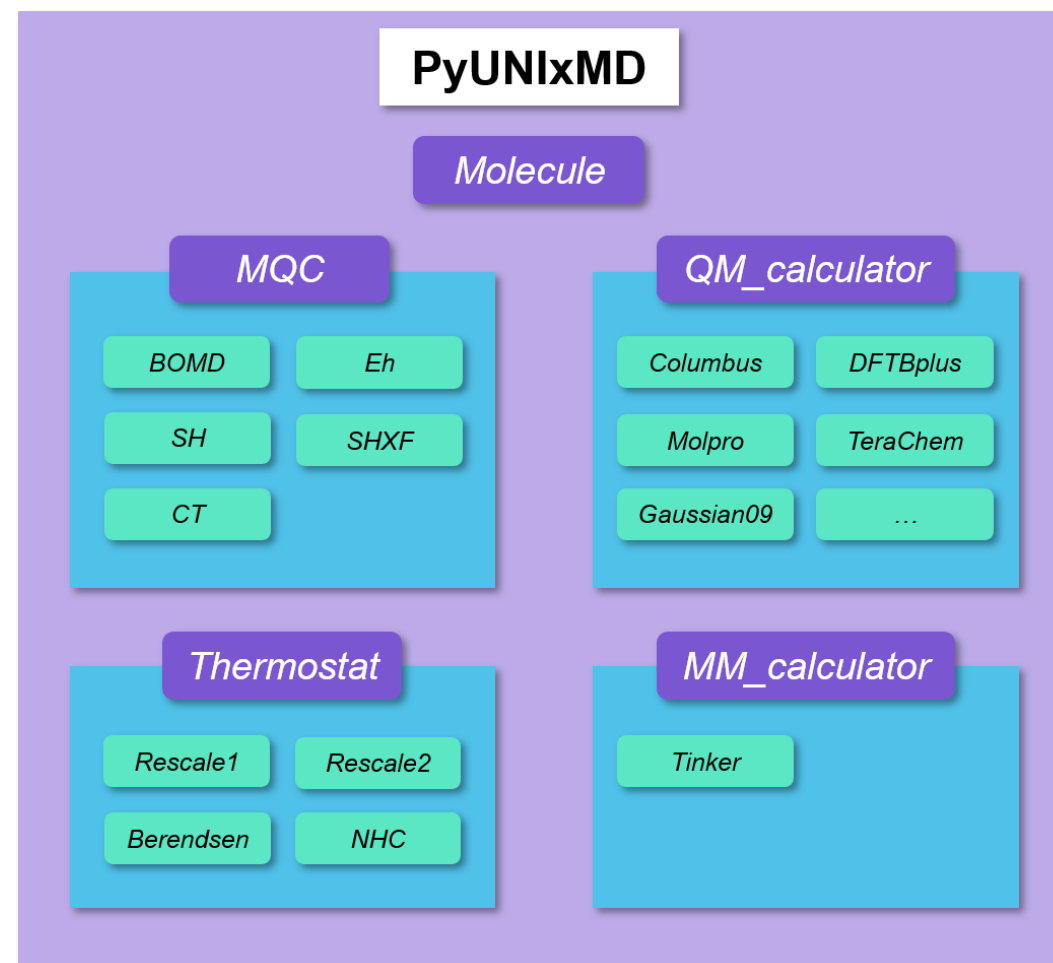 PyUNIxMD
Molecule
MQC
BOMD
Eh
SH
SHXF
CT
QM_calculator
Columbus
DFTBplus
Molpro
TeraChem
Gaussian09
...
Thermostat
Rescale1
Rescale2
Berendsen
NHC
MM_calculator
Tinker